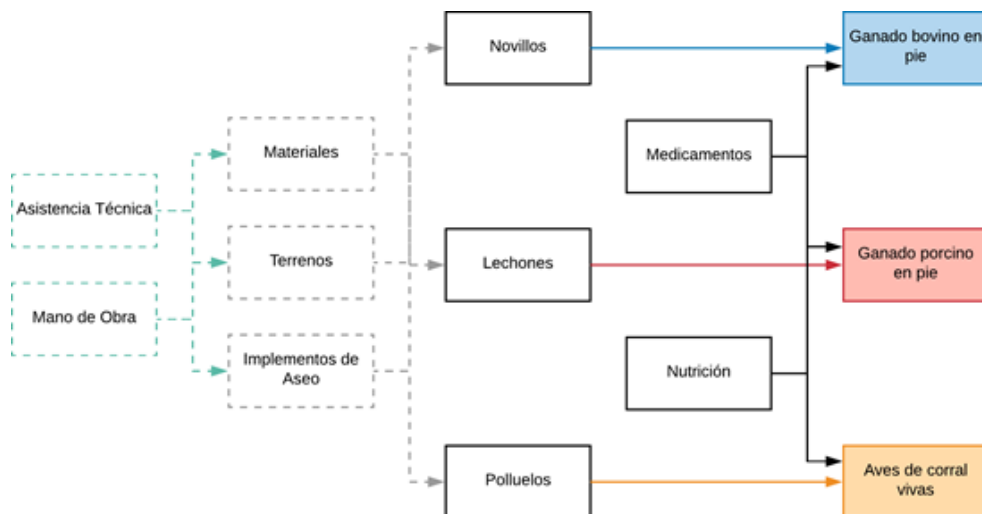 Novillos
Ganado bovino en
pie
Materiales
Medicamentos
Asistencia Técnica
Terrenos
Lechones
Ganado porcino
en pie
Mano de Obra
Implementos de
Aseo
Nutrición
Polluelos
Aves de corral
vivas